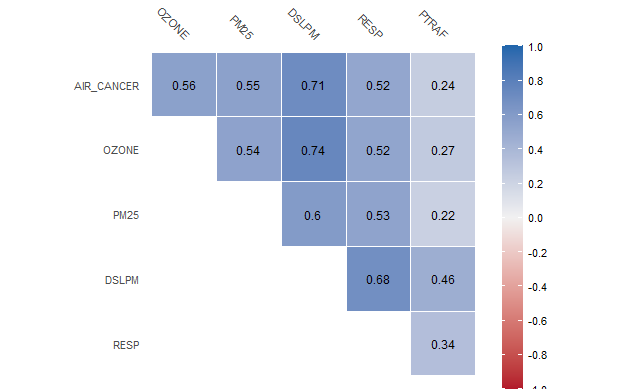 OZONE PM25 DSLPM RESP PTRAF
AIR_CANCER 0.56 0.55 0.71 0.52 0.24
OZONE 0.54 0.74 0.52 0.27
PM25 0.6 0.53 0.22
DSLPM 0.68 0.46
RESP 0.34
1.0
0.8
0.6
0.4
0.2
0.0
-0.2
-0.4
-0.6
-0.8
-1.0